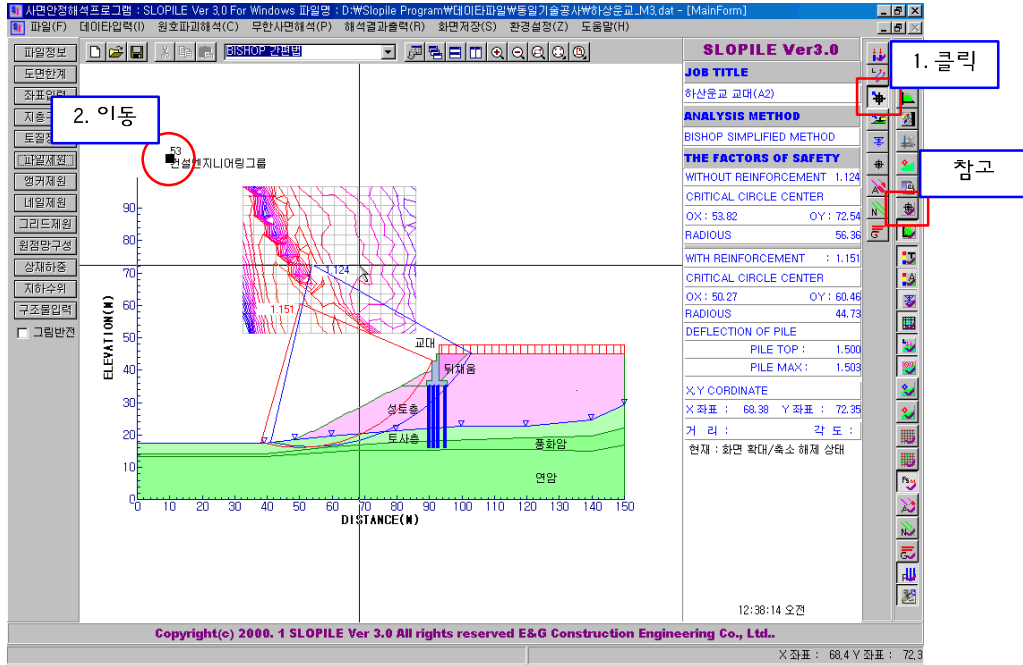 사면안정해석프로그램 : SLOPILE Ver 3,0 For Windows 파일명 : D:₩Slopile Program₩데이타파일₩동일기술공사₩하상운교_M3,dat - [MainForm]
파일(F) 데이타입력(I) 원호파괴해석(C) 무한사면해석(P) 해석결과출력(R) 화면저장(S) 환경설정(Z) 도움말(H)
BISHOP 간편법
파일정보
도면한계
파일제원
앵커제원
네일제원
그리드제원
원점망구성
상재하중
지하수위
구조물입력
그림반전
1. 클릭
2. 이동
참고
53
컨설엔지니어링그룹
ELEVATION(M)
90
80
70
60
50
40
30
20
10
0
1.124
1.151
교대
뒤채움
성토층
토사층
풍화암
연암
0 10 20 30 40 50 60 70 80 90 100 110 120 130 140 150
DISTANCE(M)
SLOPILE Ver3.0
JOB TITLE
하산운교 교대(A2)
ANALYSIS METHOD
BISHOP SIMPLIFIED METHOD
THE FACTORS OF SAFETY
WITHOUT REINFORCEMENT 1.124
CRITICAL CIRCLE CENTER
OX : 53.82 OY : 72.54
RADIOUS 56.36
WITH REINFORCEMENT : 1.151
CRITICAL CIRCLE CENTER
OX : 50.27 OY : 60.46
RADIOUS 44.73
DEFLECTION OF PILE
PILE TOP : 1.500
PILE MAX : 1.503
X,Y CORDINATE
X 좌표 : 68.38 Y 좌표 : 72.35
거 리 : 각 도 :
현재 : 화면 확대/축소 해제 상태
12:38:14 오전
Copyright(c) 2000. 1 SLOPILE Ver 3.0 All rights reserved E&G Construction Engineering Co., Ltd..
X 좌표 : 68,4 Y 좌표 : 72,3